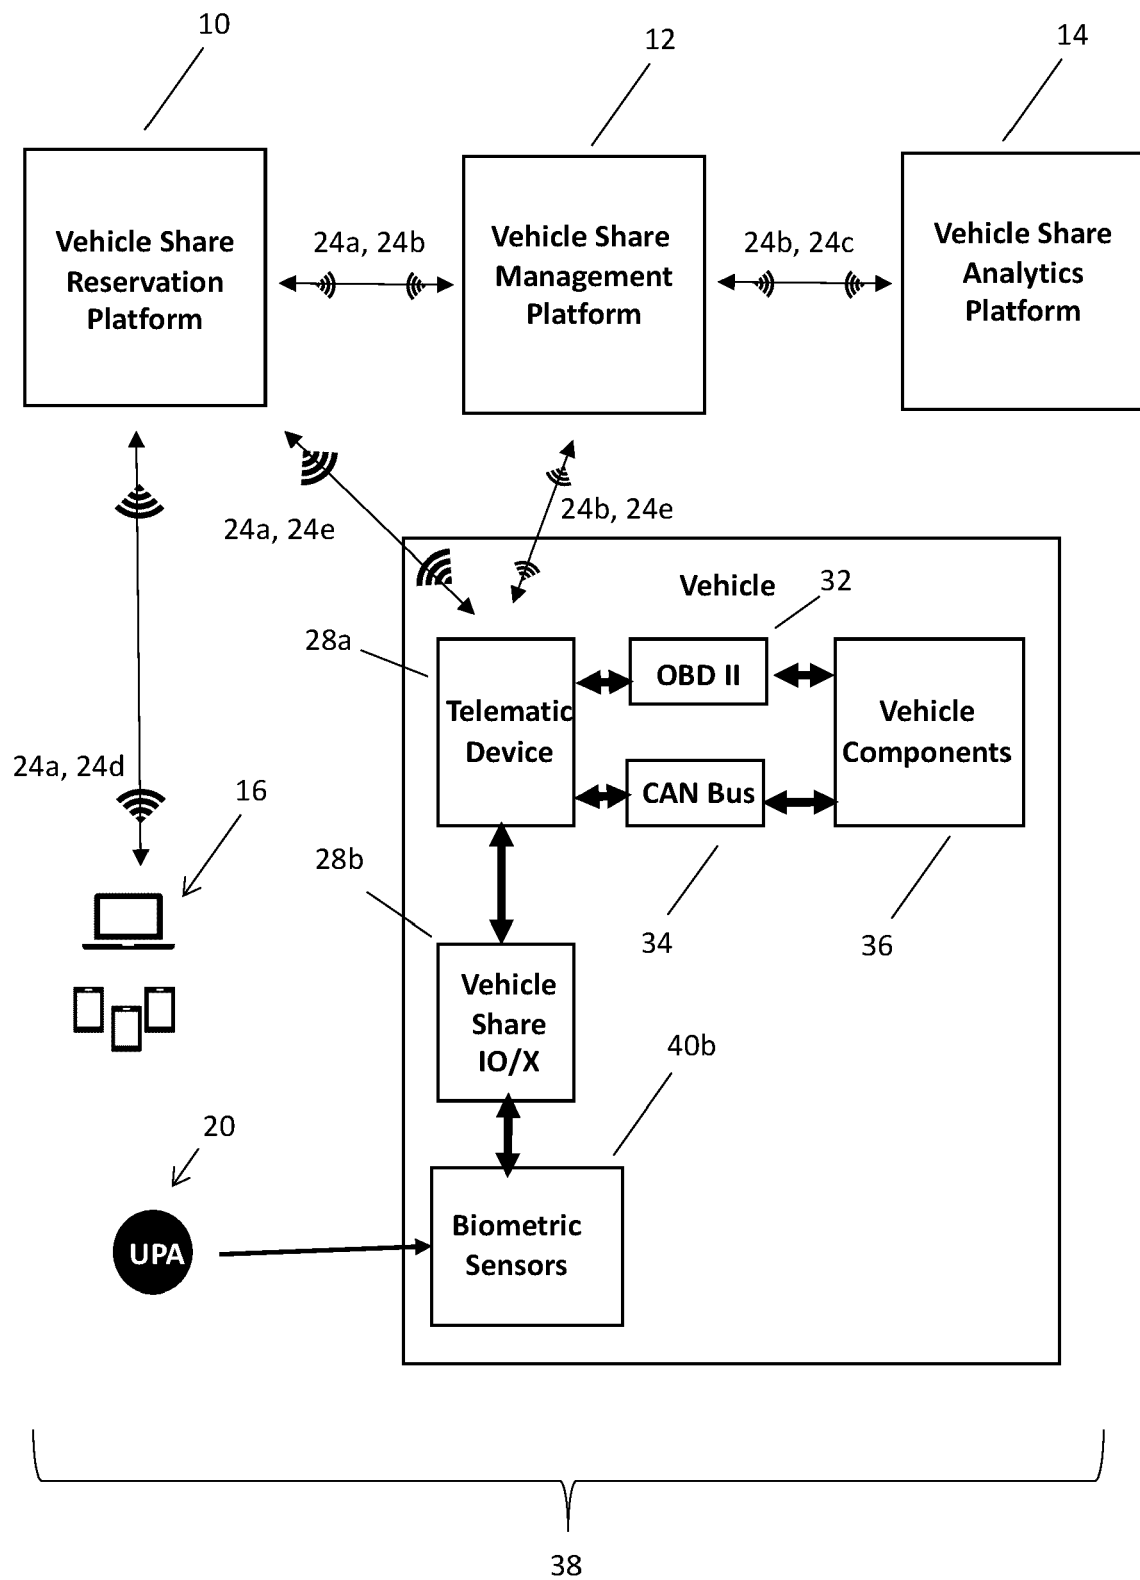 10
12
14
Vehicle Share
Reservation
Platform
24a, 24b
Vehicle Share
Management
Platform
24b, 24c
Vehicle Share
Analytics
Platform
24a, 24e
24b, 24e
Vehicle
32
28a
OBD II
Telematic
Device
Vehicle
Components
24a, 24d
16
CAN Bus
28b
34
36
Vehicle
Share
IO/X
40b
20
UPA
Biometric
Sensors
38